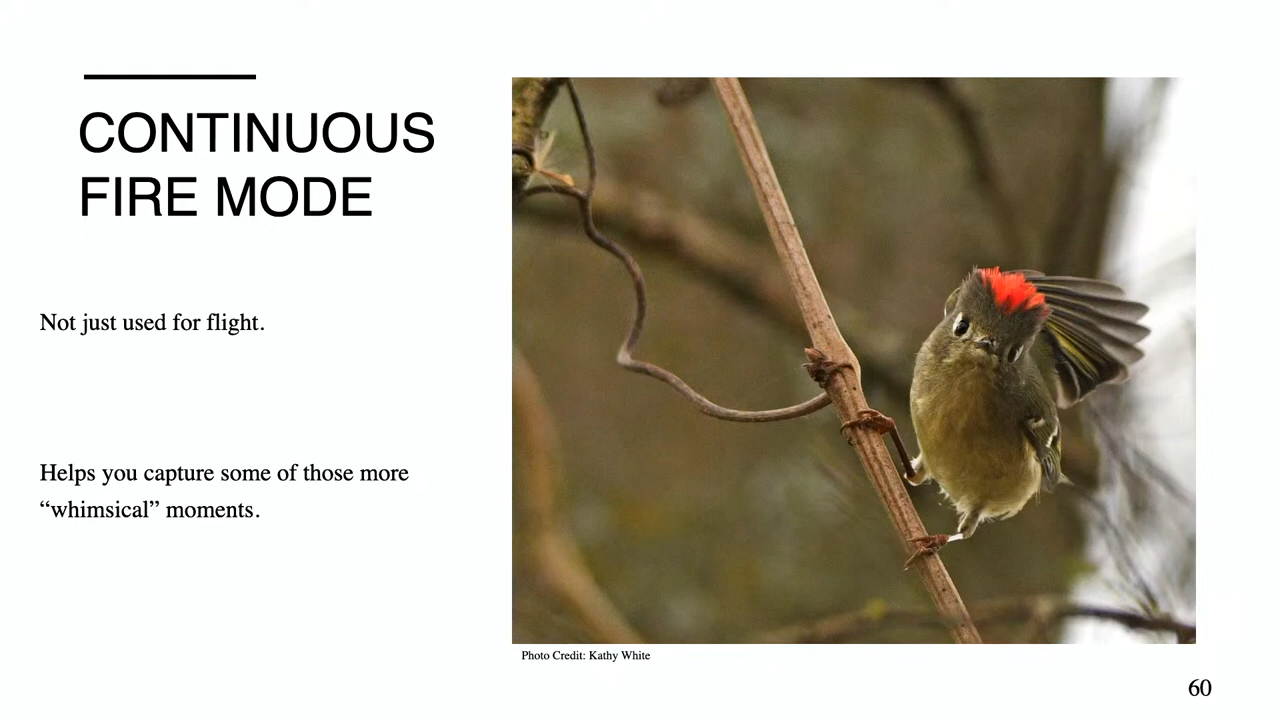 CONTINUOUS
FIRE MODE
Not just used for flight.
Helps you capture some of those more
“whimsical” moments.
Photo Credit: Kathy White
60